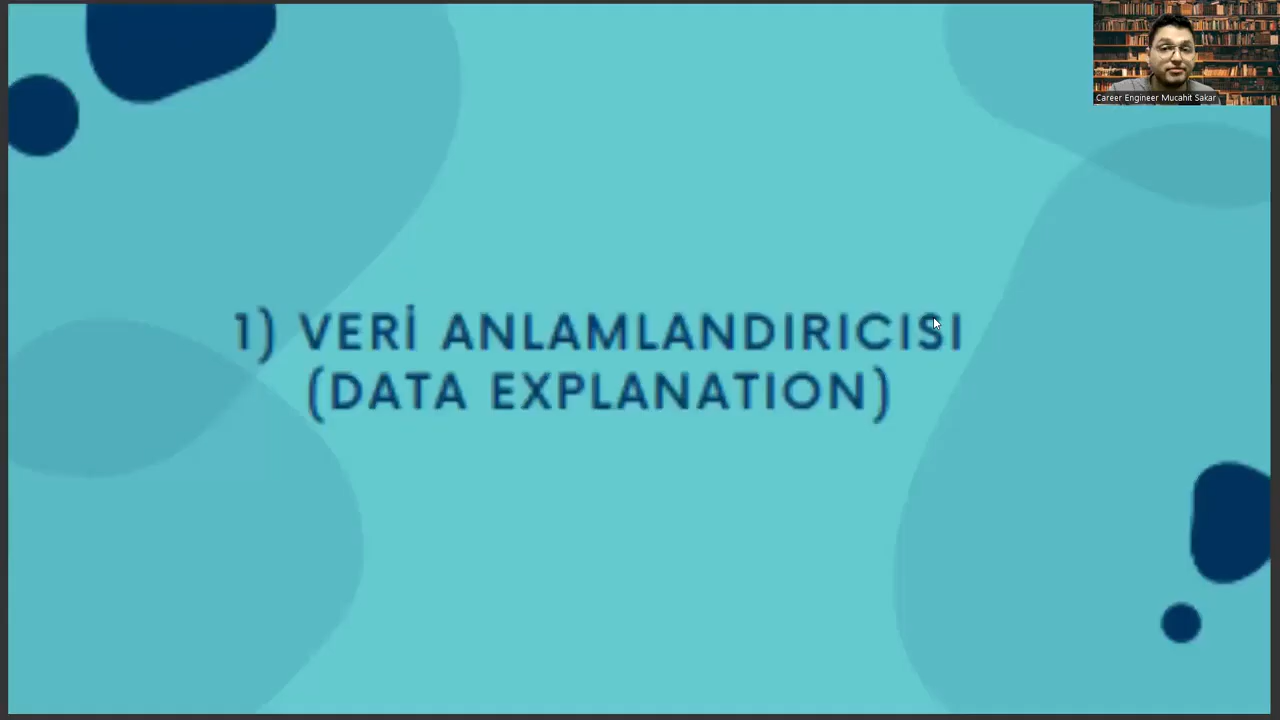 Career Engineer Mucahit Sakar
1) VERİ ANLAMLANDIRICISI
(DATA EXPLANATION)